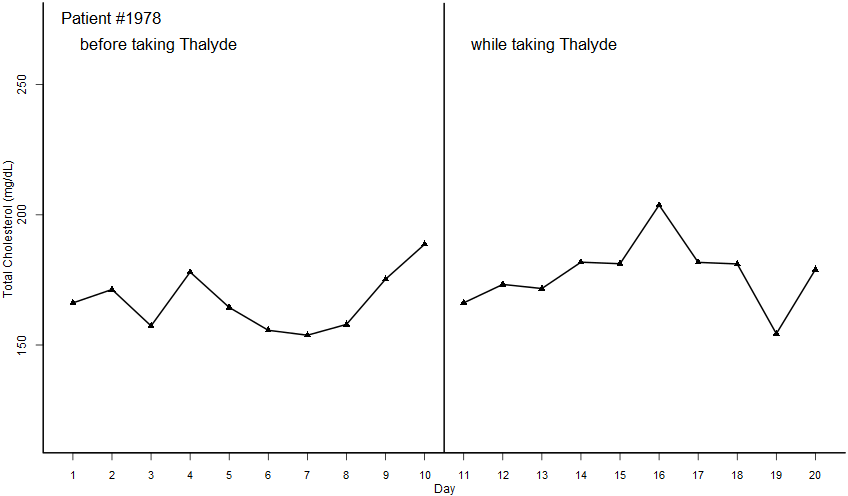 Patient #1978
before taking Thalyde
while taking Thalyde
250
200
150
Total Cholesterol (mg/dL)
1 2 3 4 5 6 7 8 9 10 11 12 13 14 15 16 17 18 19 20
Day